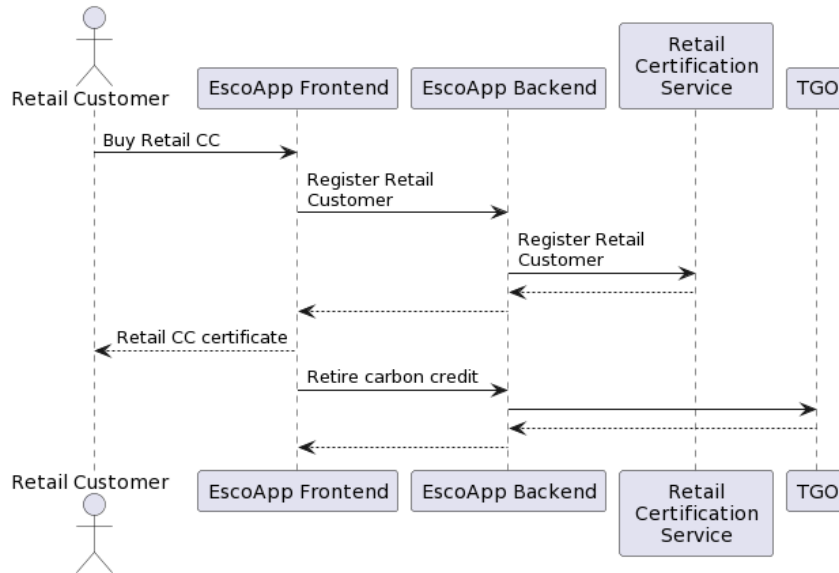 Retail Customer
EscoApp Frontend
EscoApp Backend
Retail
Certification
Service
TGO
Buy Retail CC
Register Retail
Customer
Register Retail
Customer
Retail CC certificate
Retire carbon credit
Retail Customer
EscoApp Frontend
EscoApp Backend
Retail
Certification
Service
TGO